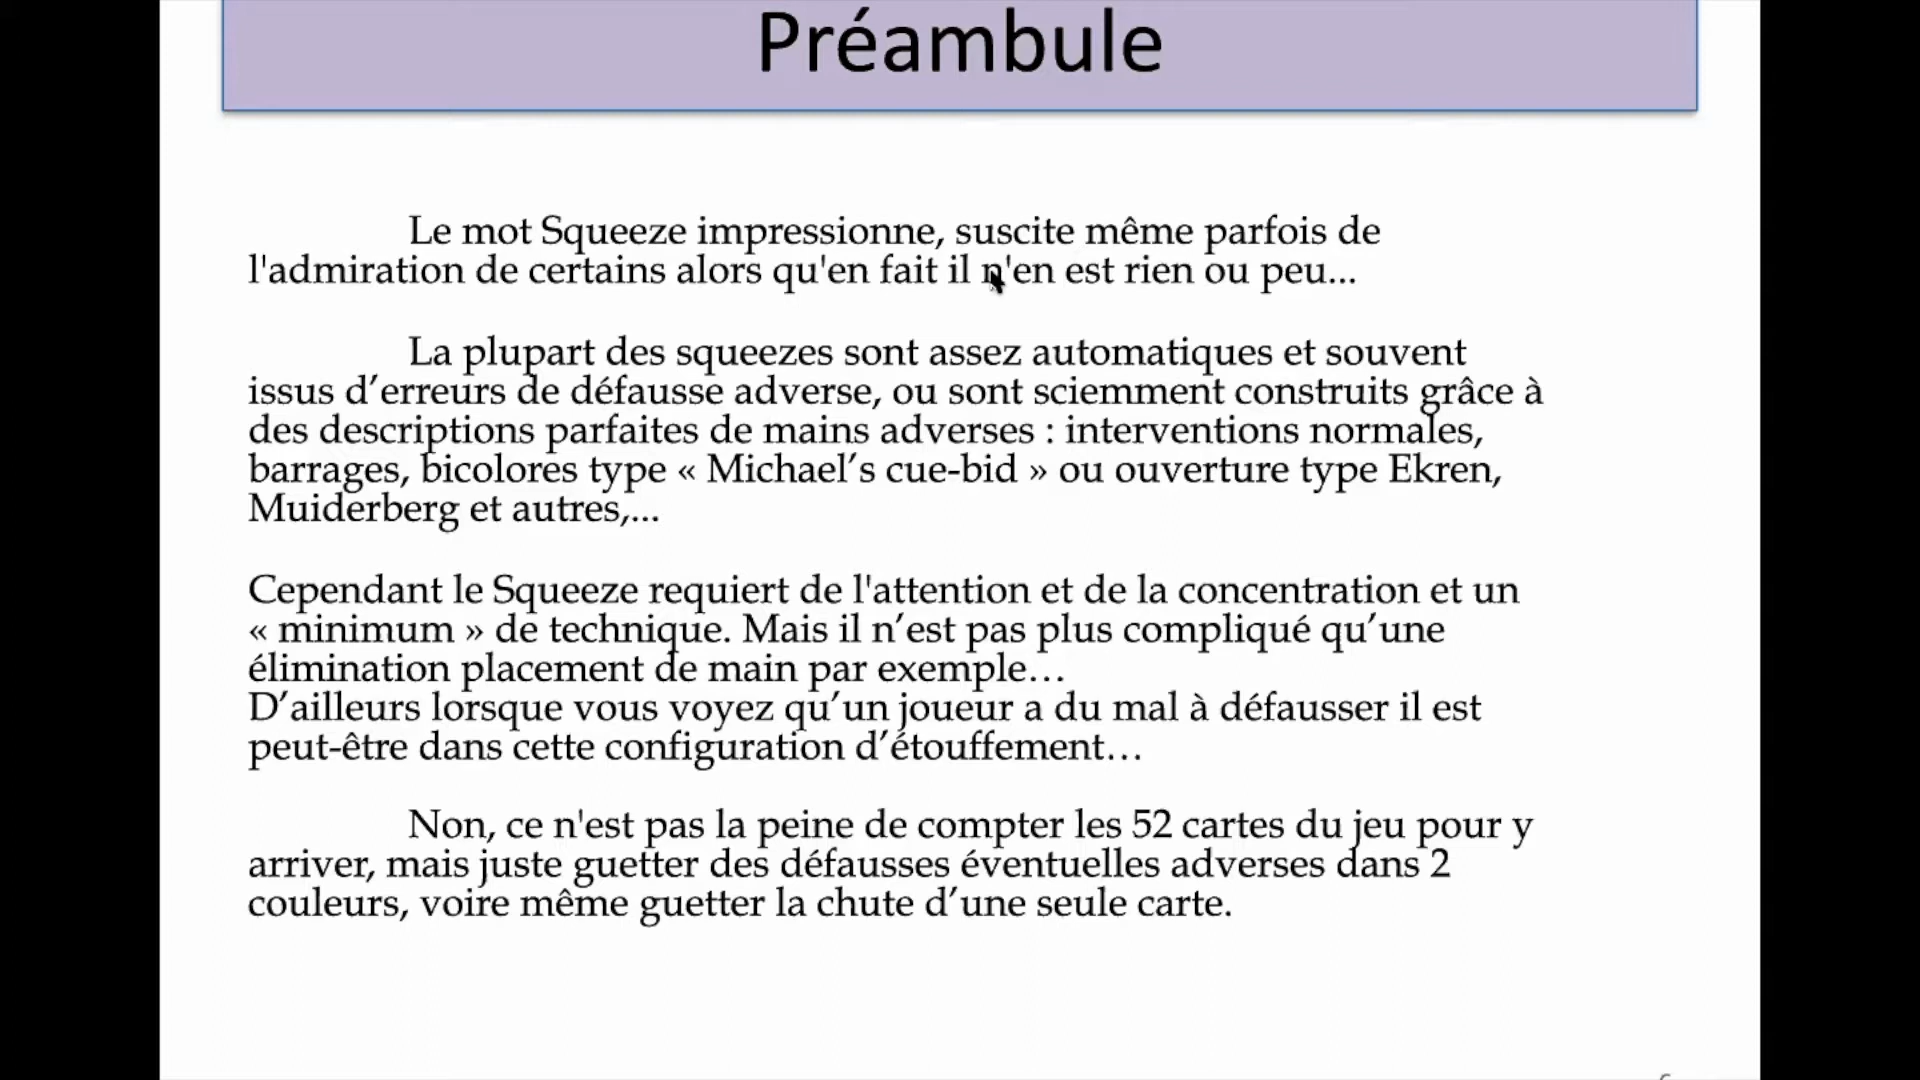 Préambule
Le mot Squeeze impressionne, suscite même parfois de
l'admiration de certains alors qu'en fait il n'en est rien ou peu...
La plupart des squeezes sont assez automatiques et souvent
issus d’erreurs de défausse adverse, ou sont sciemment construits grâce à
des descriptions parfaites de mains adverses : interventions normales,
barrages, bicolores type « Michael’s cue-bid » ou ouverture type Ekren,
Muiderberg et autres,...
Cependant le Squeeze requiert de l'attention et de la concentration et un
« minimum » de technique. Mais il n’est pas plus compliqué qu’une
élimination placement de main par exemple…
D’ailleurs lorsque vous voyez qu’un joueur a du mal à défausser il est
peut-être dans cette configuration d’étouffement…
Non, ce n'est pas la peine de compter les 52 cartes du jeu pour y
arriver, mais juste guetter des défausses éventuelles adverses dans 2
couleurs, voire même guetter la chute d’une seule carte.